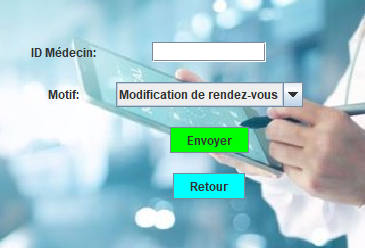 ID Médecin:
Motif: Modification de rendez-vous
Envoyer
Retour